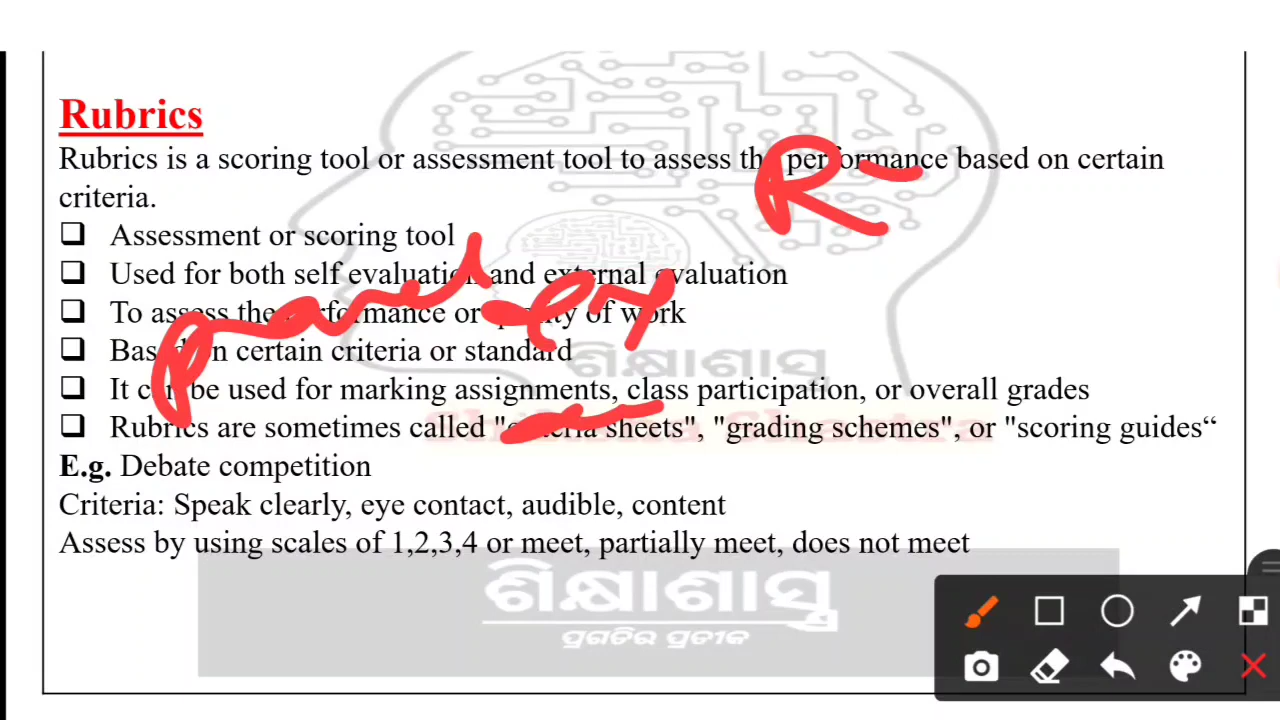 Rubrics
Rubrics is a scoring tool or assessment tool to assess the performance based on certain
criteria.
❑ Assessment or scoring tool
❑ Used for both self evaluation and external evaluation
❑ To assess the performance or quality of work
❑ Based on certain criteria or standard
❑ It can be used for marking assignments, class participation, or overall grades
❑ Rubrics are sometimes called "criteria sheets", "grading schemes", or "scoring guides“
E.g. Debate competition
Criteria: Speak clearly, eye contact, audible, content
Assess by using scales of 1,2,3,4 or meet, partially meet, does not meet
ଶିକ୍ଷାଶାସ୍ତ୍ର
ଶିକ୍ଷାଶାସ୍ତ୍ର
ପ୍ରଗତିର ପ୍ରତୀକ
R